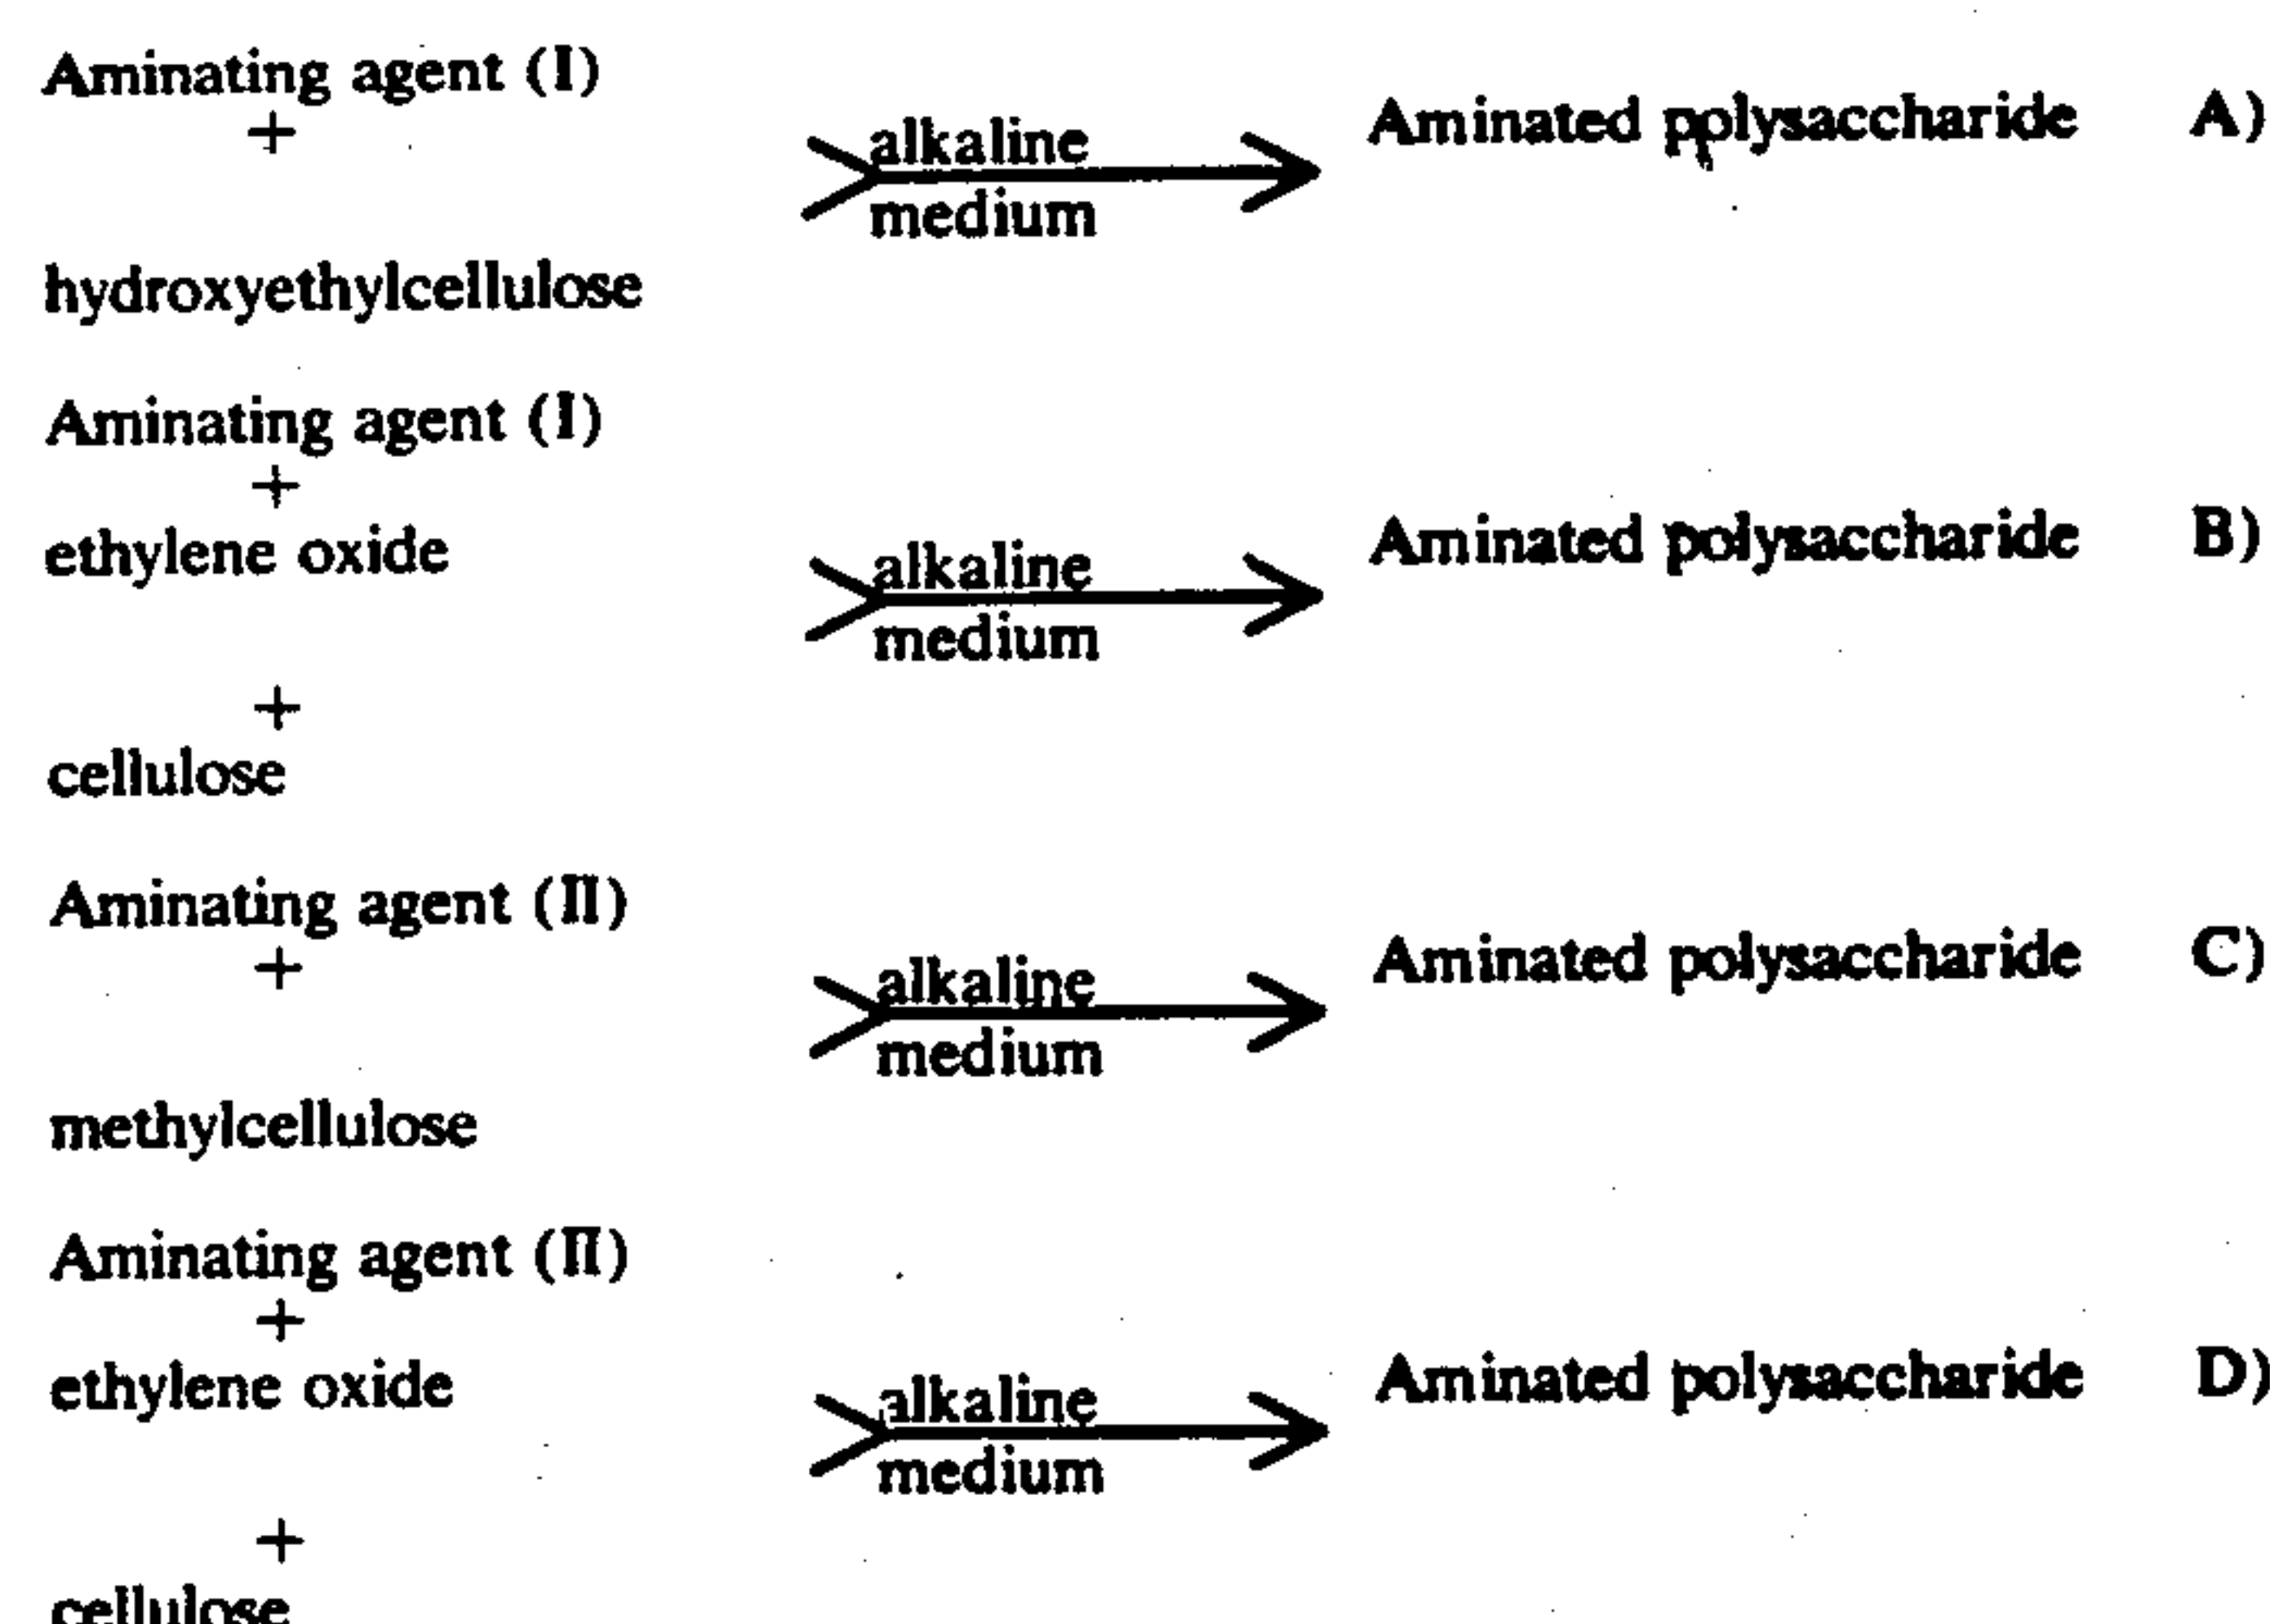 Aminating agent (I)
+
alkaline
medium
Aminated polysaccharide A)
hydroxyethylcellulose
Aminating agent (I)
+
ethylene oxide
alkaline
medium
Aminated polysaccharide B)
+
cellulose
Aminating agent (II)
+
alkaline
medium
Aminated polysaccharide C)
methylcellulose
Aminating agent (II)
+
ethylene oxide
alkaline
medium
Aminated polysaccharide D)
+
cellulose